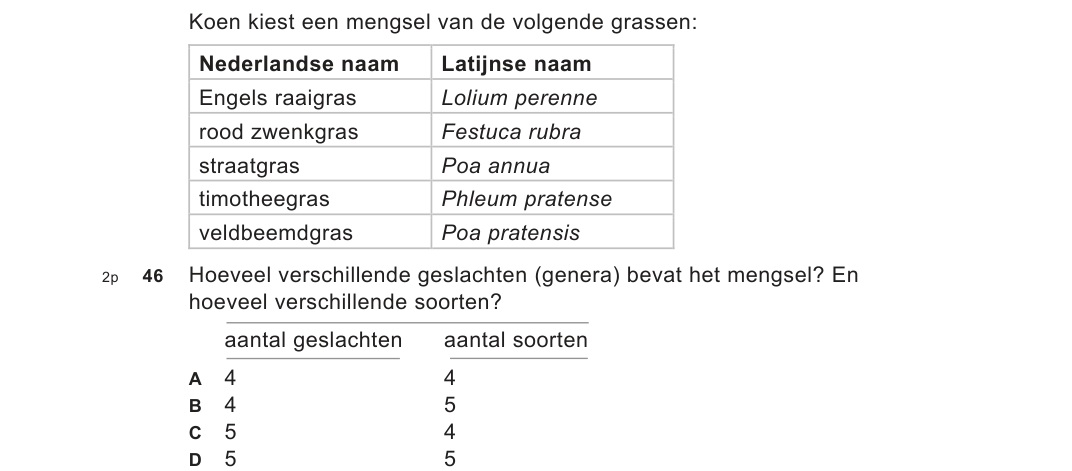 Koen kiest een mengsel van de volgende grassen:
Nederlandse naam Latijnse naam
Engels raaigras Lolium perenne
rood zwenkgras Festuca rubra
straatgras Poa annua
timotheegras Phleum pratense
veldbeemdgras Poa pratensis
2p 46 Hoeveel verschillende geslachten (genera) bevat het mengsel? En
hoeveel verschillende soorten?
aantal geslachten aantal soorten
A 4 4
B 4 5
C 5 4
D 5 5